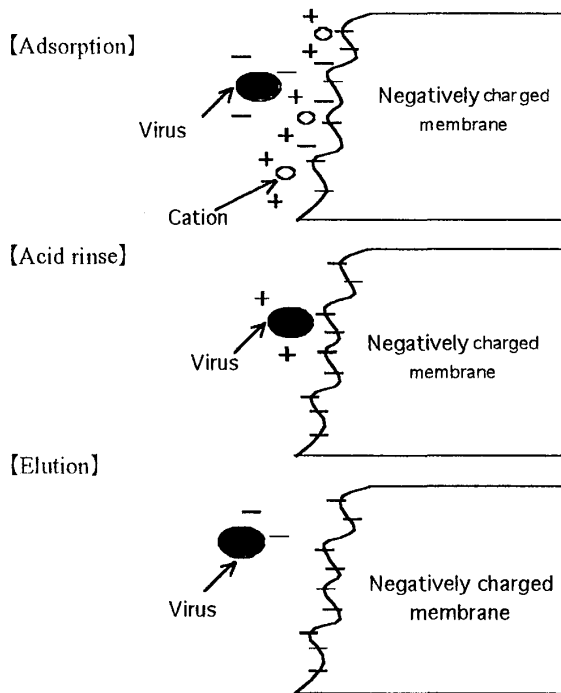 【Adsorption】
Negatively charged
membrane
Virus
Cation
【Acid rinse】
Negatively charged
membrane
Virus
【Elution】
Negatively charged
membrane
Virus